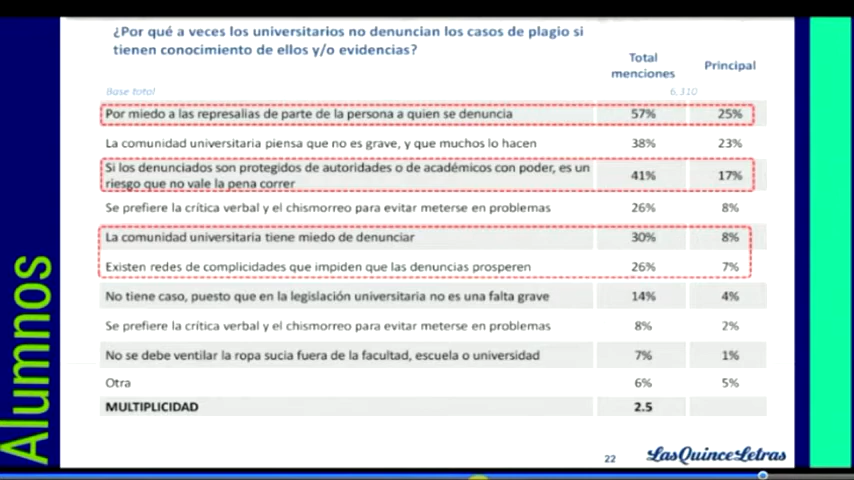 ¿Por qué a veces los universitarios no denuncian los casos de plagio si
tienen conocimiento de ellos y/o evidencias?
Total
menciones
Principal
Base total
6,310
Por miedo a las represalias de parte de la persona a quien se denuncia 57% 25%
La comunidad universitaria piensa que no es grave, y que muchos lo hacen 38% 23%
Si los denunciados son protegidos de autoridades o de académicos con poder, es un
riesgo que no vale la pena correr 41% 17%
Se prefiere la crítica verbal y el chismorreo para evitar meterse en problemas 26% 8%
La comunidad universitaria tiene miedo de denunciar 30% 8%
Existen redes de complicidades que impiden que las denuncias prosperen 26% 7%
No tiene caso, puesto que en la legislación universitaria no es una falta grave 14% 4%
Se prefiere la crítica verbal y el chismorreo para evitar meterse en problemas 8% 2%
No se debe ventilar la ropa sucia fuera de la facultad, escuela o universidad 7% 1%
Otra 6% 5%
MULTIPLICIDAD 2.5
Alumnos
22
LasQuinceLetras